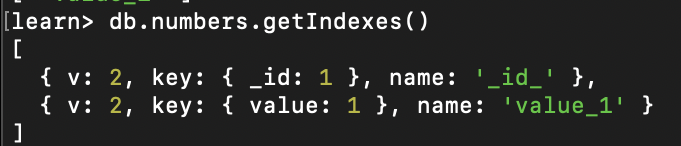 [learn> db.numbers.getIndexes()
[
  { v: 2, key: { _id: 1 }, name: '_id_' },
  { v: 2, key: { value: 1 }, name: 'value_1' }
]